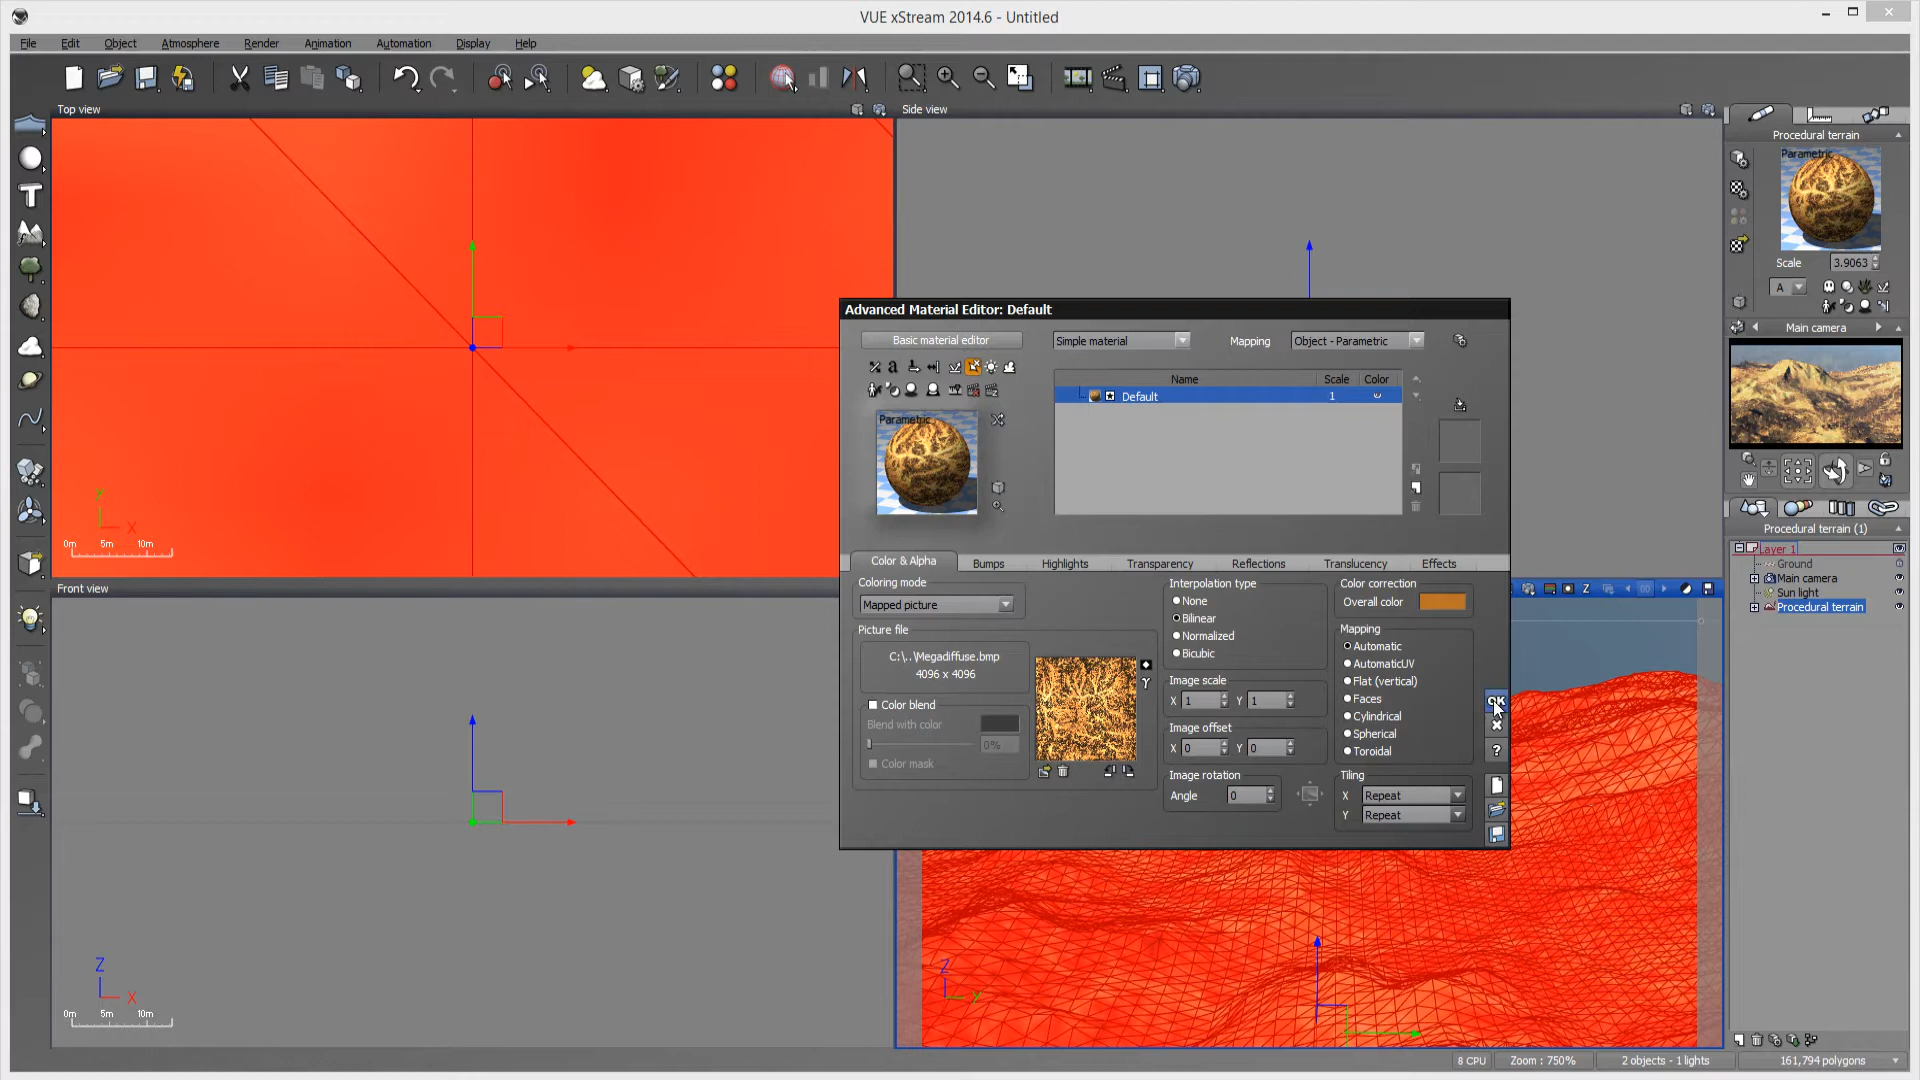 VUE xStream 2014.6 - Untitled
File Edit Object Atmosphere Render Animation Automation Display Help
Top view
Side view
Procedural terrain
Parametric
Scale 3.9063
A
Main camera
Y
X
0m 5m 10m
Front view
Z
X
0m 5m 10m
Advanced Material Editor: Default
Basic material editor
Simple material
Mapping
Object - Parametric
Name Scale Color
Default 1
Parametric
Color & Alpha Bumps Highlights Transparency Reflections Translucency Effects
Coloring mode
Mapped picture
Picture file
C:\..\Megadiffuse.bmp
4096 x 4096
Color blend
Blend with color
0%
Color mask
Interpolation type
None
Bilinear
Normalized
Bicubic
Image scale
X 1 Y 1
Image offset
X 0 Y 0
Image rotation
Angle 0
Color correction
Overall color
Mapping
Automatic
AutomaticUV
Flat (vertical)
Faces
Cylindrical
Spherical
Toroidal
Tiling
X Repeat
Y Repeat
OK
?
Z
Y
Procedural terrain (1)
Layer 1
Ground
Main camera
Sun light
Procedural terrain
8 CPU Zoom : 750% 2 objects - 1 lights 161,794 polygons